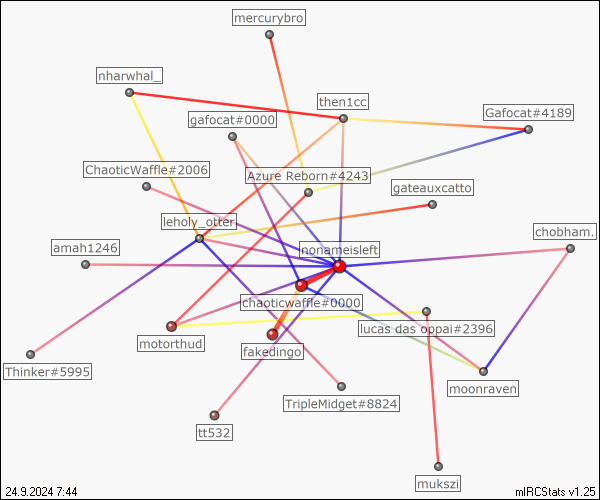 mercurybro
nharwhal_
then1cc
gafocat#0000
Gafocat#4189
ChaoticWaffle#2006
Azure Reborn#4243
gateauxcatto
leholy_otter
chobham.
amah1246
nonameisleft
chaoticwaffle#0000
lucas das oppai#2396
motorthud
fakedingo
Thinker#5995
moonraven
TripleMidget#8824
tt532
mukszi
24.9.2024 7:44
mIRCStats v1.25